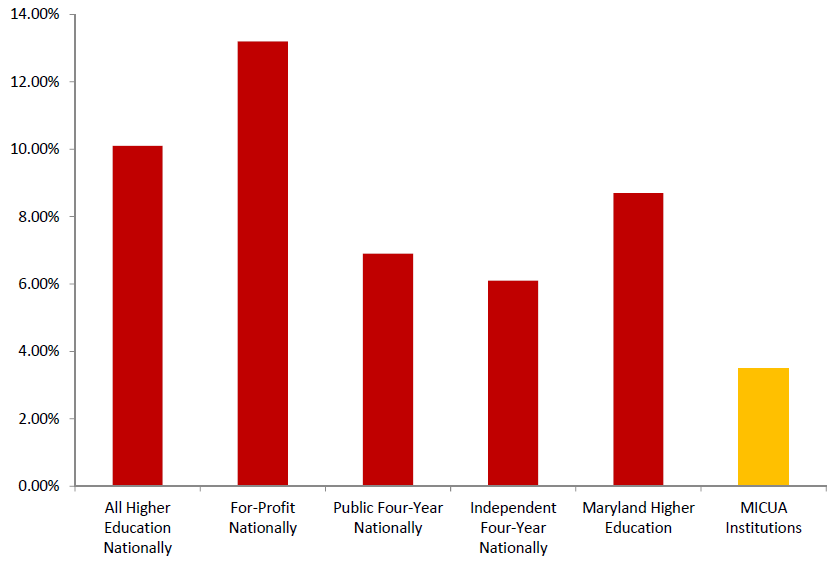 14.00%
12.00%
10.00%
8.00%
6.00%
4.00%
2.00%
0.00%
All Higher
Education
Nationally
For-Profit
Nationally
Public Four-Year
Nationally
Independent
Four-Year
Nationally
Maryland Higher
Education
MICUA
Institutions